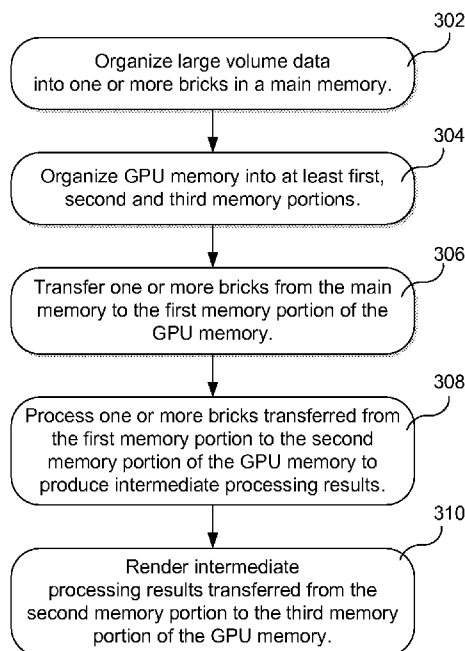 302
Organize large volume data
into one or more bricks in a main memory.
304
Organize GPU memory into at least first,
second and third memory portions.
306
Transfer one or more bricks from the main
memory to the first memory portion of the
GPU memory.
308
Process one or more bricks transferred from
the first memory portion to the second
memory portion of the GPU memory to
produce intermediate processing results.
310
Render intermediate
processing results transferred from the
second memory portion to the third memory
portion of the GPU memory.